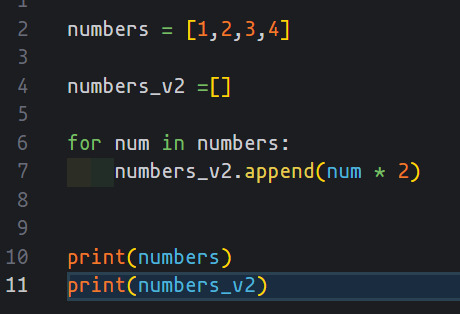 2 numbers = [1,2,3,4]
3
4 numbers_v2 =[]
5
6 for num in numbers:
7     numbers_v2.append(num * 2)
8
9
10 print(numbers)
11 print(numbers_v2)